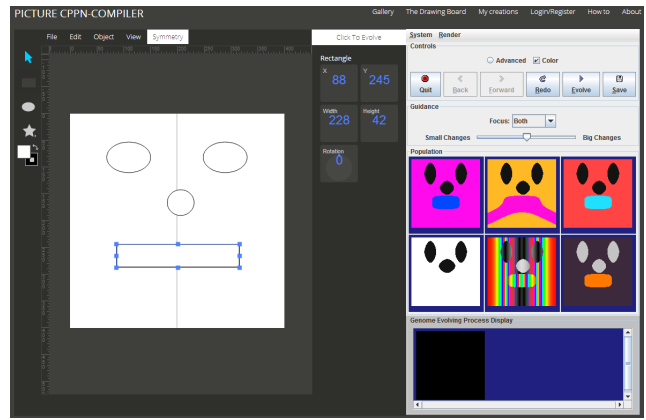 PICTURE CPPN-COMPILER
Gallery The Drawing Board My creations Login/Register How to About
File Edit Object View Symmetry
Click To Evolve
Rectangle
X Y
88 245
Width Height
228 42
Rotation
0
System Render
Controls
Advanced Color
Quit Back Forward Redo Evolve Save
Guidance
Focus: Both
Small Changes Big Changes
Population
Genome Evolving Process Display